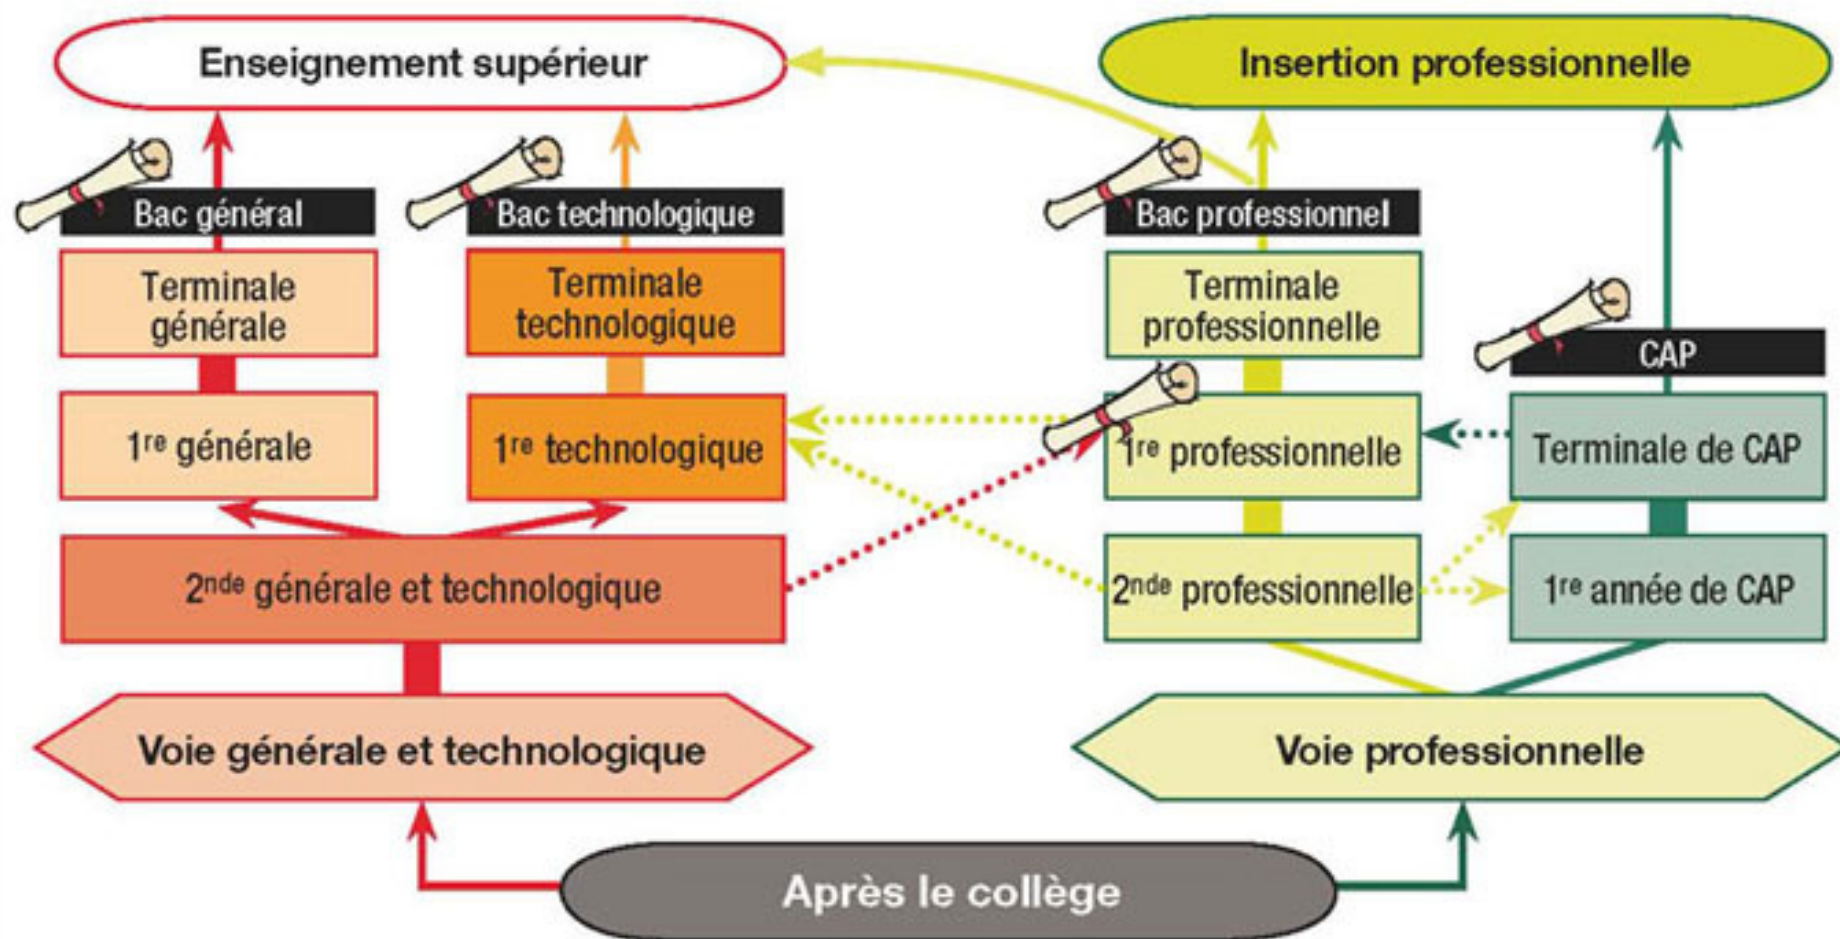 Enseignement supérieur
Insertion professionnelle
Bac général
Bac technologique
Bac professionnel
Terminale
générale
Terminale
technologique
Terminale
professionnelle
CAP
1re générale
1re technologique
1re professionnelle
Terminale de CAP
2nde générale et technologique
2nde professionnelle
1re année de CAP
Voie générale et technologique
Voie professionnelle
Après le collège